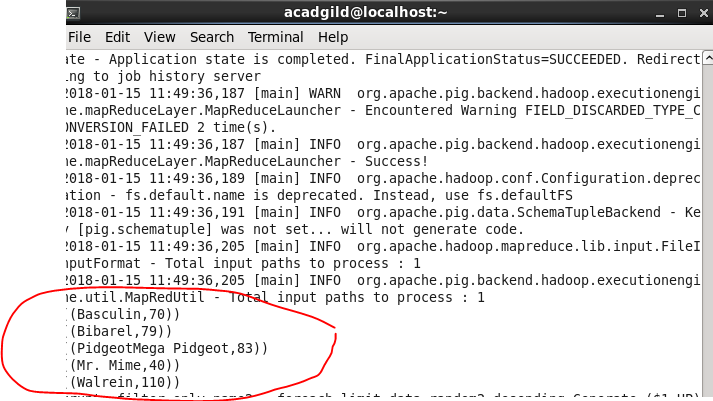 acadgild@localhost:~
File Edit View Search Terminal Help
ate - Application state is completed. FinalApplicationStatus=SUCCEEDED. Redirect
ing to job history server
2018-01-15 11:49:36,187 [main] WARN  org.apache.pig.backend.hadoop.executionengi
ne.mapReduceLayer.MapReduceLauncher - Encountered Warning FIELD_DISCARDED_TYPE_C
ONVERSION_FAILED 2 time(s).
2018-01-15 11:49:36,187 [main] INFO  org.apache.pig.backend.hadoop.executionengi
ne.mapReduceLayer.MapReduceLauncher - Success!
2018-01-15 11:49:36,189 [main] INFO  org.apache.hadoop.conf.Configuration.deprec
ation - fs.default.name is deprecated. Instead, use fs.defaultFS
2018-01-15 11:49:36,191 [main] INFO  org.apache.pig.data.SchemaTupleBackend - Ke
y [pig.schematuple] was not set... will not generate code.
2018-01-15 11:49:36,205 [main] INFO  org.apache.hadoop.mapreduce.lib.input.FileI
nputFormat - Total input paths to process : 1
2018-01-15 11:49:36,205 [main] INFO  org.apache.pig.backend.hadoop.executionengi
ne.util.MapRedUtil - Total input paths to process : 1
((Basculin,70))
((Bibarel,79))
((PidgeotMega Pidgeot,83))
((Mr. Mime,40))
((Walrein,110))